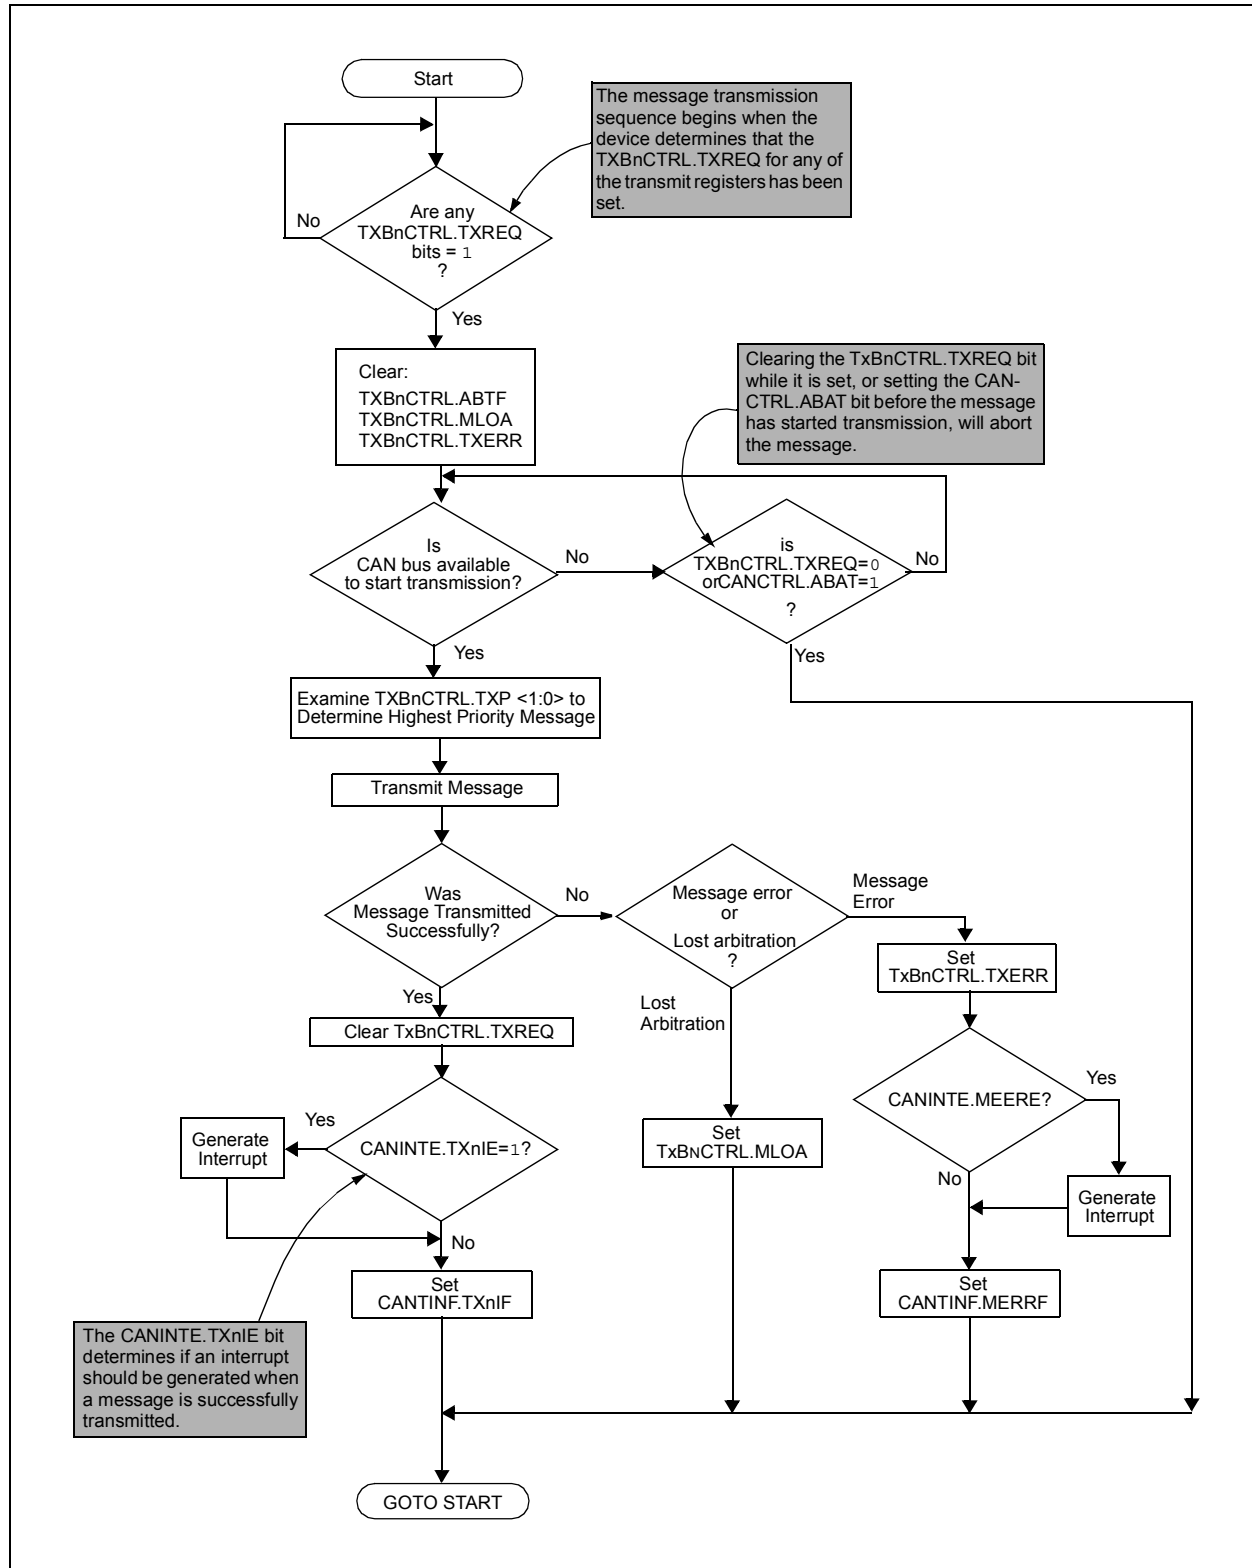 Start
The message transmission
sequence begins when the
device determines that the
TXBnCTRL.TXREQ for any of
the transmit registers has been
set.
No
Are any
TXBnCTRL.TXREQ
bits = 1
?
Yes
Clear:
TXBnCTRL.ABTF
TXBnCTRL.MLOA
TXBnCTRL.TXERR
Clearing the TxBnCTRL.TXREQ bit
while it is set, or setting the CAN-
CTRL.ABAT bit before the message
has started transmission, will abort
the message.
Is
CAN bus available
to start transmission?
No
is
TXBnCTRL.TXREQ=0
orCANCTRL.ABAT=1
?
No
Yes
Yes
Examine TXBnCTRL.TXP <1:0> to
Determine Highest Priority Message
Transmit Message
Was
Message Transmitted
Successfully?
No
Message error
or
Lost arbitration
?
Message
Error
Set
TxBnCTRL.TXERR
Yes
Lost
Arbitration
Clear TxBnCTRL.TXREQ
CANINTE.MEERE?
Yes
Yes
Generate
Interrupt
CANINTE.TXnIE=1?
Set
TxBNCTRL.MLOA
No
Generate
Interrupt
No
Set
CANTINF.TXnIF
Set
CANTINF.MERRF
The CANINTE.TXnIE bit
determines if an interrupt
should be generated when
a message is successfully
transmitted.
GOTO START